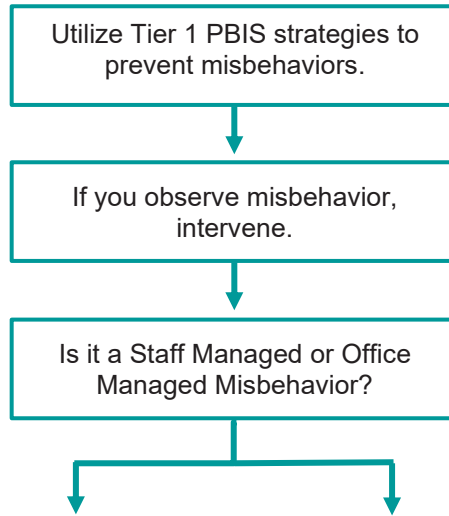 Utilize Tier 1 PBIS strategies to
prevent misbehaviors.
If you observe misbehavior,
intervene.
Is it a Staff Managed or Office
Managed Misbehavior?